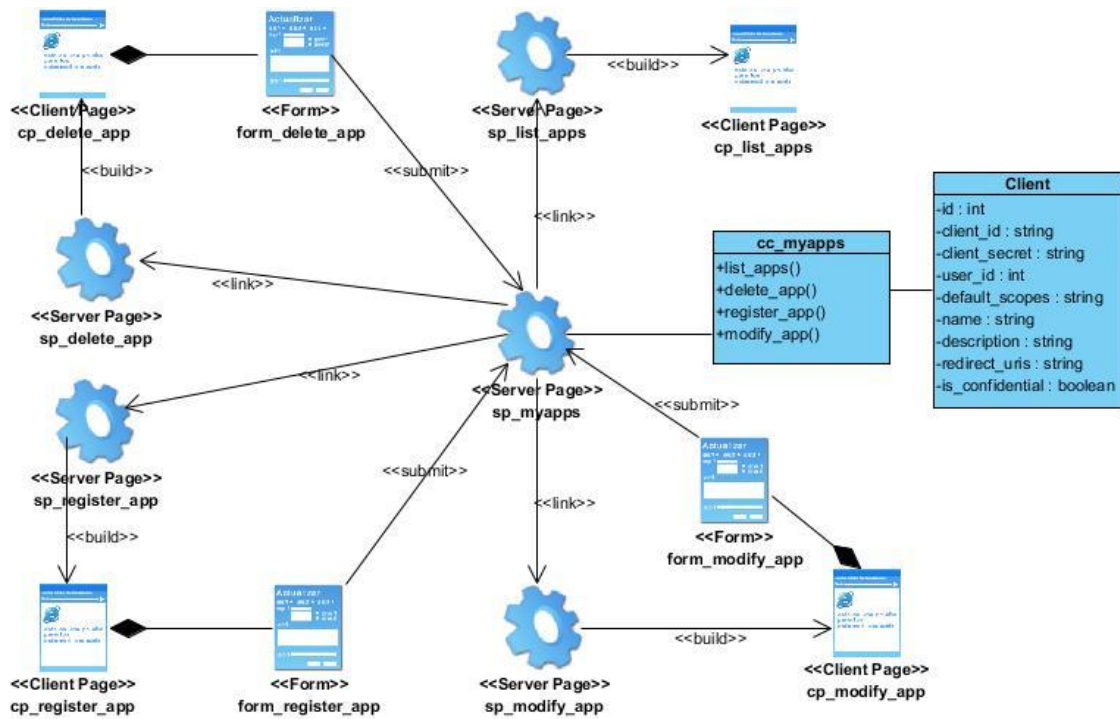 Actualizar
<<Client Page>>
cp_delete_app
<<Form>>
form_delete_app
<<Server Page>>
sp_list_apps
<<build>>
<<Client Page>>
cp_list_apps
<<build>>
<<submit>>
<<link>>
<<link>>
<<Server Page>>
sp_delete_app
Client
-id : int
-client_id : string
-client_secret : string
-user_id : int
-default_scopes : string
-name : string
-description : string
-redirect_uris : string
-is_confidential : boolean
cc_myapps
+list_apps()
+delete_app()
+register_app()
+modify_app()
<<link>>
<<Server Page>>
sp_myapps
<<submit>>
<<Server Page>>
sp_register_app
<<submit>>
<<link>>
Actualizar
<<build>>
<<Form>>
form_modify_app
Actualizar
<<Client Page>>
cp_register_app
<<Form>>
form_register_app
<<Server Page>>
sp_modify_app
<<build>>
<<Client Page>>
cp_modify_app